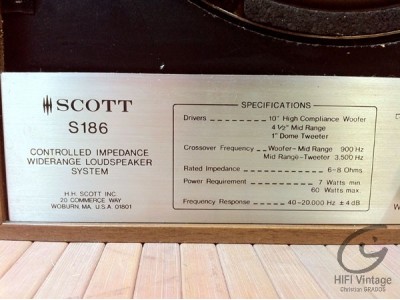 SCOTT
S186
CONTROLLED IMPEDANCE
WIDERANGE LOUDSPEAKER
SYSTEM
H.H. SCOTT INC.
20 COMMERCE WAY
WOBURN, MA. U.S.A 01801
SPECIFICATIONS
Drivers 10" High Compliance Woofer
4 1/2" Mid Range
1" Dome Tweeter
Crossover Frequency Woofer-Mid Range 900 Hz
Mid Range-Tweeter 3,500 Hz
Rated Impedance 6-8 Ohms
Power Requirement 7 Watts min
60 Watts max
Frequency Response 40-20,000 Hz ±4dB
HIFI Vintage
Christian GRADOS